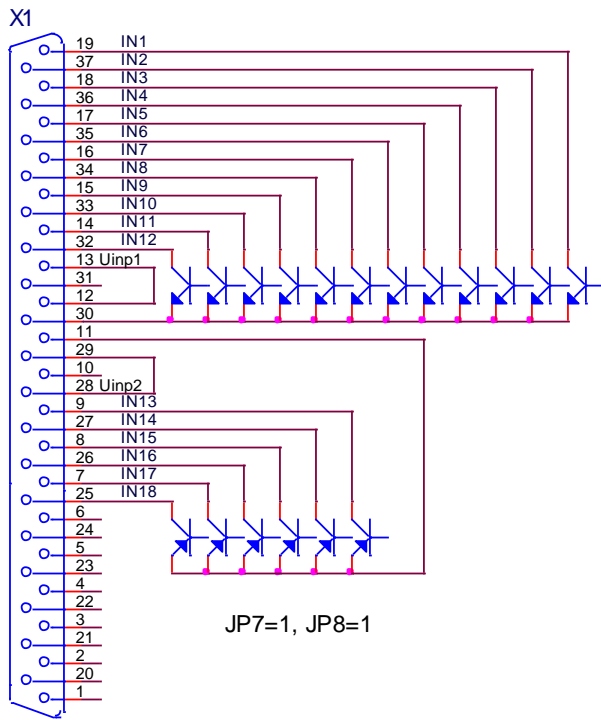 X1
19 IN1
37 IN2
18 IN3
36 IN4
17 IN5
35 IN6
16 IN7
34 IN8
15 IN9
33 IN10
14 IN11
32 IN12
13 Uinp1
31
12
30
11
29
10
28 Uinp2
9 IN13
27 IN14
8 IN15
26 IN16
7 IN17
25 IN18
6
24
5
23
4
22
3
21
2
20
1
JP7=1, JP8=1